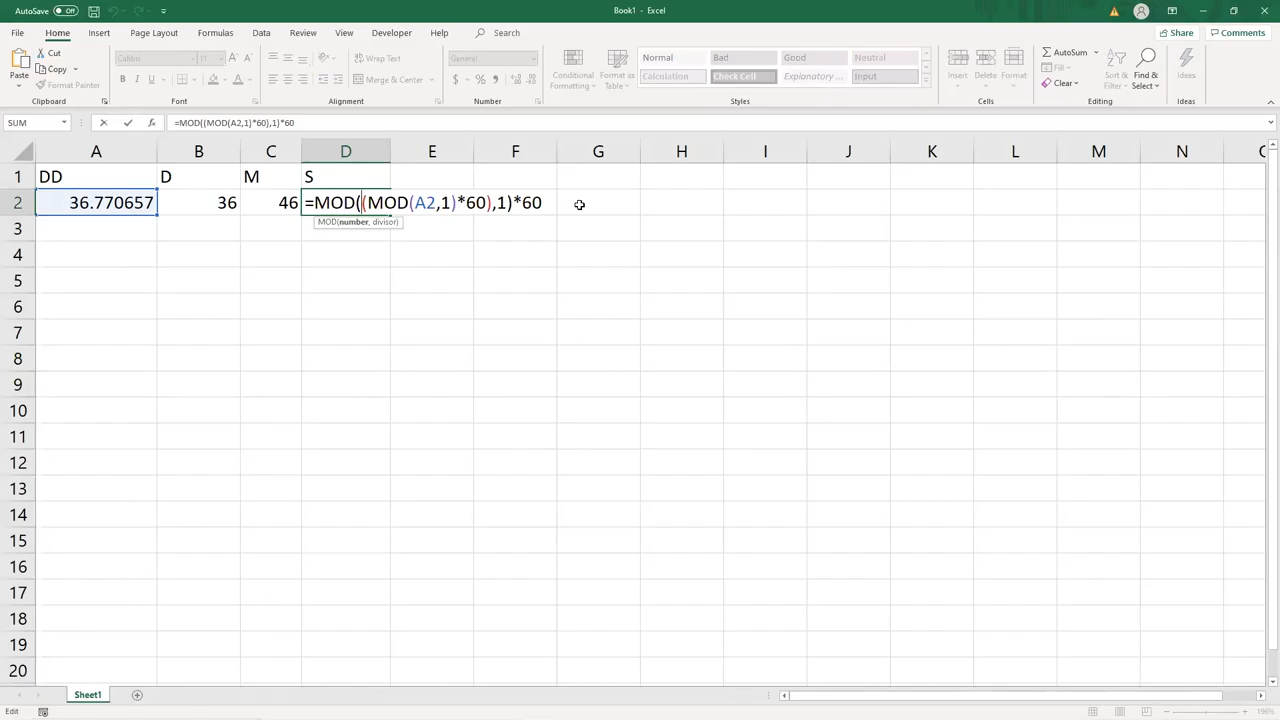 AutoSave Off Book1 - Excel
File Home Insert Page Layout Formulas Data Review View Developer Help Search Share Comments
Paste Cut Calibri 11 Wrap Text General Conditional Formatting Format as Table Normal Bad Good Neutral Insert Delete Format AutoSum Sort & Filter Find & Select Ideas
Copy Fill
Format Painter B I U Merge & Center $ % Calculation Check Cell Explanatory ... Input Clear
Clipboard Font Alignment Number Styles Cells Editing Ideas
SUM fx =MOD((MOD(A2,1)*60),1)*60
A B C D E F G H I J K L M N
1 DD D M S
2 36.770657 36 46 =MOD((MOD(A2,1)*60),1)*60
MOD(number, divisor)
3
4
5
6
7
8
9
10
11
12
13
14
15
16
17
18
19
20
Sheet1
Edit 196%